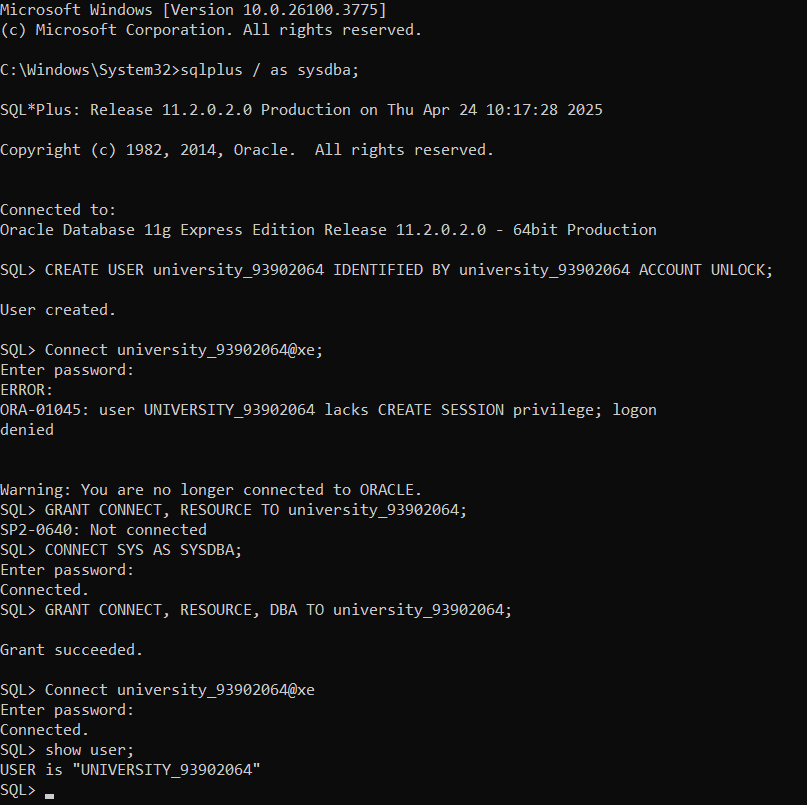 Microsoft Windows [Version 10.0.26100.3775]
(c) Microsoft Corporation. All rights reserved.
C:\Windows\System32>sqlplus / as sysdba;
SQL*Plus: Release 11.2.0.2.0 Production on Thu Apr 24 10:17:28 2025
Copyright (c) 1982, 2014, Oracle.  All rights reserved.
Connected to:
Oracle Database 11g Express Edition Release 11.2.0.2.0 - 64bit Production
SQL> CREATE USER university_93902064 IDENTIFIED BY university_93902064 ACCOUNT UNLOCK;
User created.
SQL> Connect university_93902064@xe;
Enter password:
ERROR:
ORA-01045: user UNIVERSITY_93902064 lacks CREATE SESSION privilege; logon
denied
Warning: You are no longer connected to ORACLE.
SQL> GRANT CONNECT, RESOURCE TO university_93902064;
SP2-0640: Not connected
SQL> CONNECT SYS AS SYSDBA;
Enter password:
Connected.
SQL> GRANT CONNECT, RESOURCE, DBA TO university_93902064;
Grant succeeded.
SQL> Connect university_93902064@xe
Enter password:
Connected.
SQL> show user;
USER is "UNIVERSITY_93902064"
SQL>